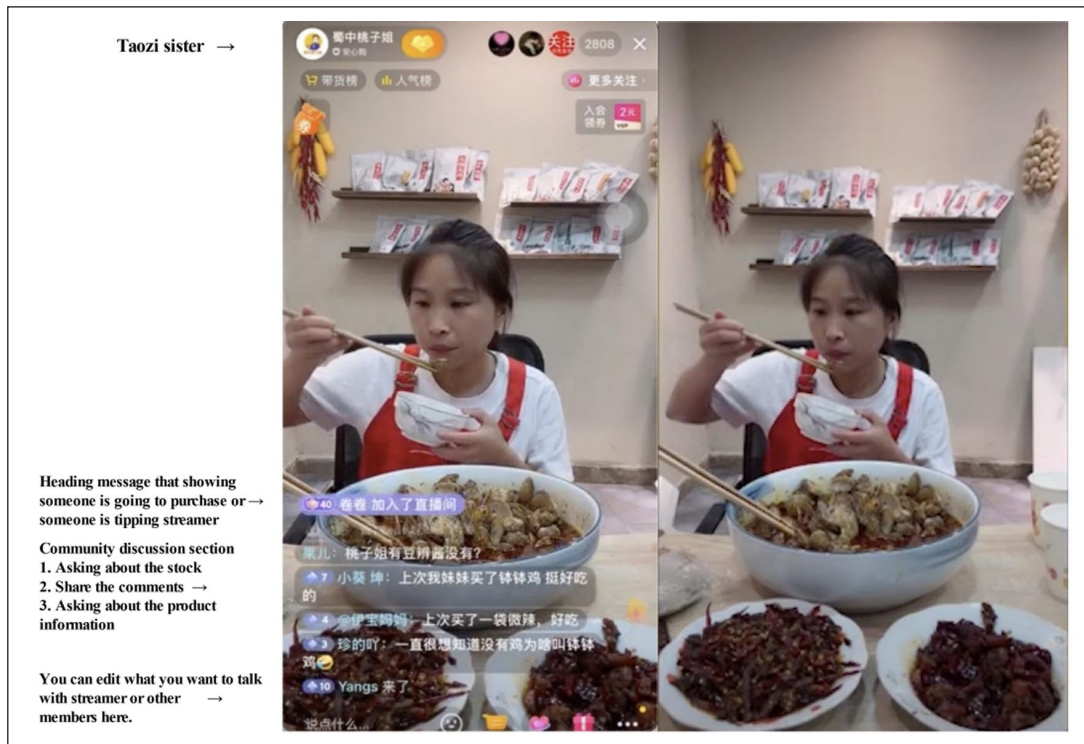 Taozi sister →
蜀中桃子姐
安心购
关注
2808
带货榜
人气榜
更多关注
入会
领券
2元
VIP
Heading message that showing
someone is going to purchase or →
someone is tipping streamer
40 卷卷 加入了直播间
Community discussion section
1. Asking about the stock
2. Share the comments →
3. Asking about the product
information
果儿：桃子姐有豆辨酱没有？
7 小葵 坤：上次我妹妹买了钵钵鸡 挺好吃
的
4 @伊宝妈妈：上次买了一袋微辣，好吃
3 珍的吖：一直很想知道没有鸡为啥叫钵钵
鸡
10 Yangs 来了
You can edit what you want to talk
with streamer or other →
members here.
说点什么...